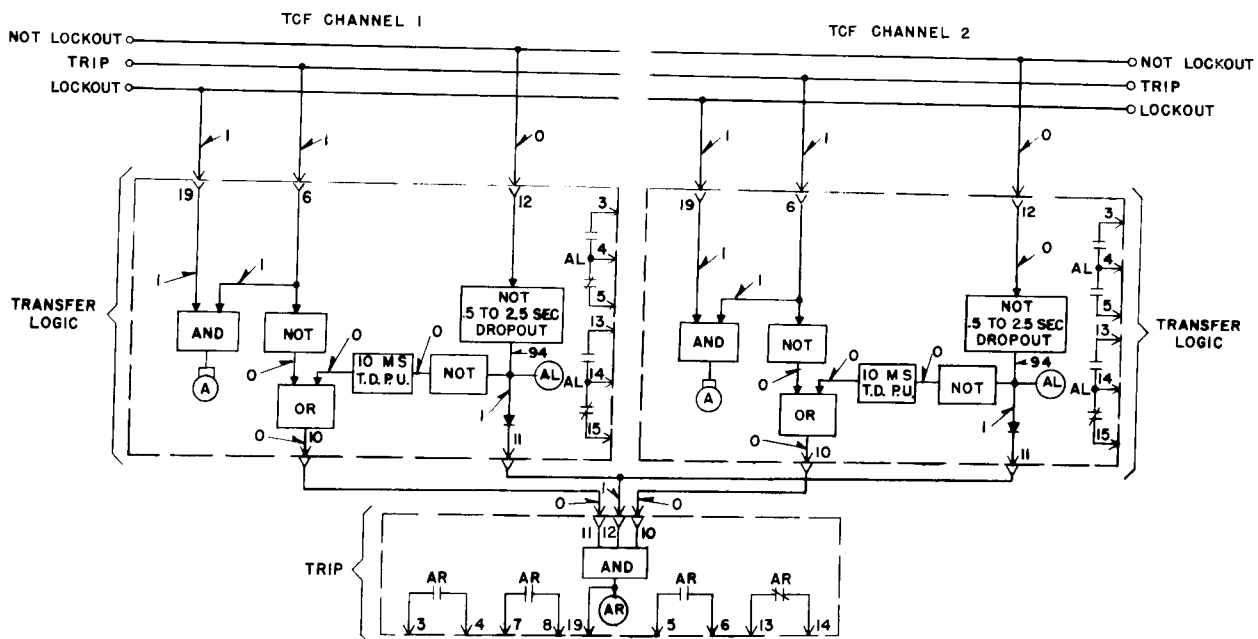 TCF CHANNEL 1
TCF CHANNEL 2
NOT LOCKOUT
TRIP
LOCKOUT
NOT LOCKOUT
TRIP
LOCKOUT
1
1
0
1
1
0
19
6
12
3
19
6
12
3
1
1
AL
4
5
1
1
0
AL
4
5
TRANSFER
LOGIC
AND
NOT
NOT
.5 TO 2.5 SEC
DROPOUT
13
AND
NOT
NOT
.5 TO 2.5 SEC
DROPOUT
13
TRANSFER
LOGIC
A
0
0
10 MS
T.D. P.U.
0
NOT
94
AL
AL
14
A
0
0
10 MS
T.D. P.U.
0
NOT
94
AL
AL
14
OR
1
15
OR
1
15
0
10
11
0
10
11
0
1
0
11
12
10
TRIP
AND
AR
AR
AR
AR
AR
3
4
7
8
19
5
6
13
14